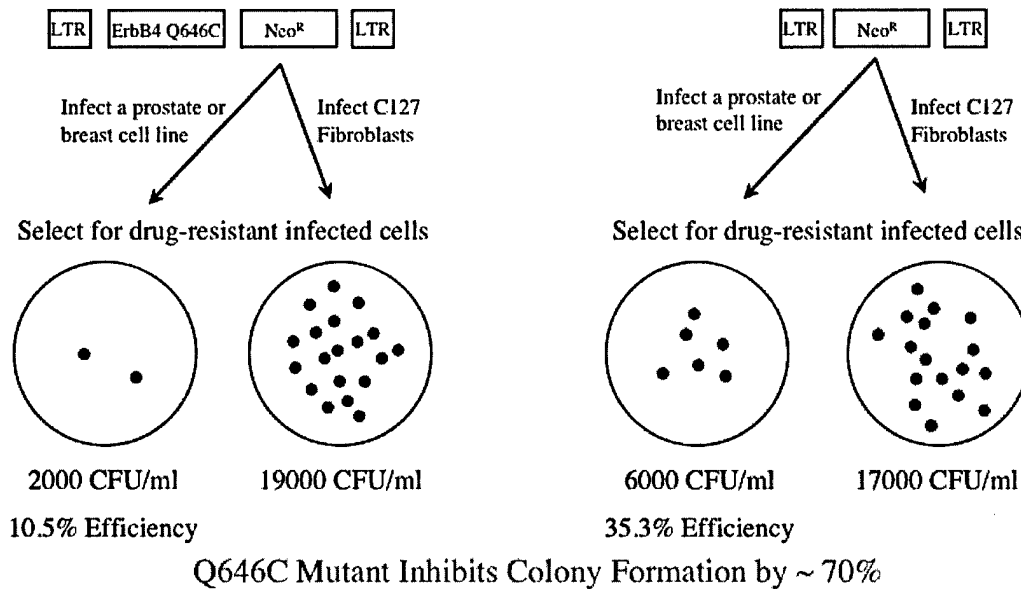 LTR ErbB4 Q646C Neoᴿ LTR
Infect a prostate or
breast cell line
Infect C127
Fibroblasts
Select for drug-resistant infected cells
2000 CFU/ml 19000 CFU/ml
10.5% Efficiency
LTR Neoᴿ LTR
Infect a prostate or
breast cell line
Infect C127
Fibroblasts
Select for drug-resistant infected cells
6000 CFU/ml 17000 CFU/ml
35.3% Efficiency
Q646C Mutant Inhibits Colony Formation by ~ 70%